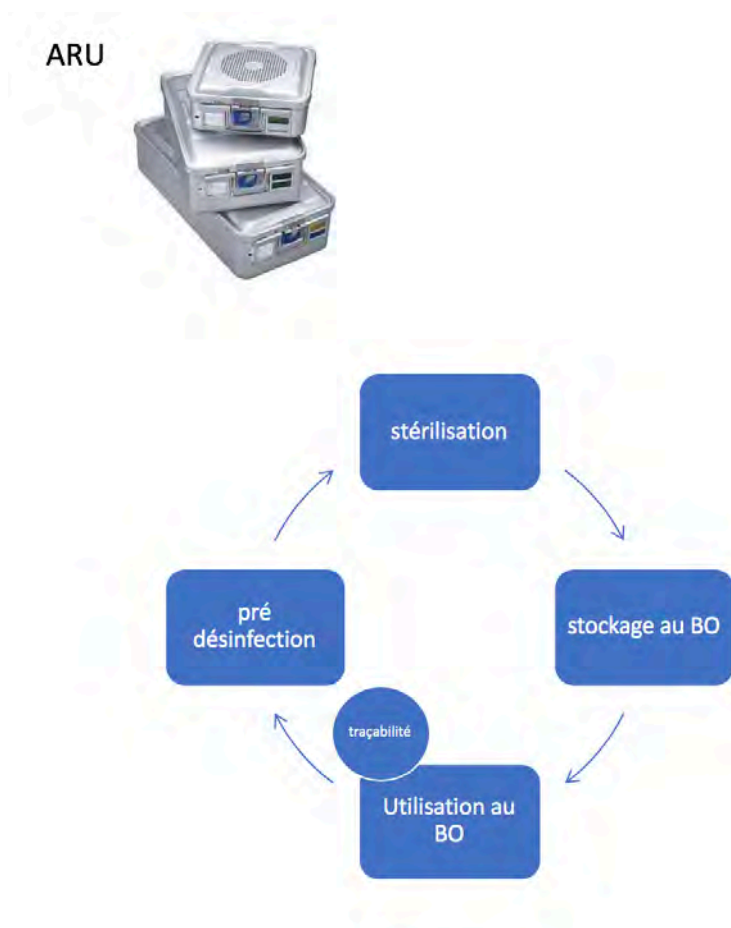 ARU
stérilisation
pré
désinfection
stockage au BO
traçabilité
Utilisation au
BO